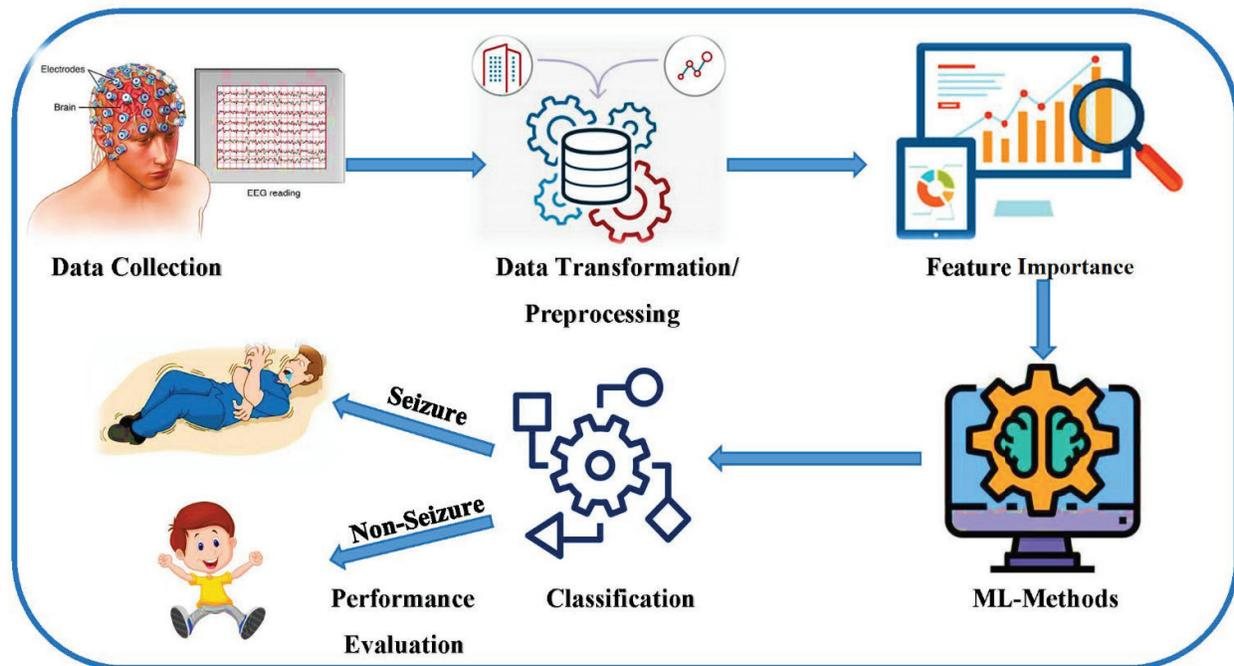 Electrodes
Brain
EEG reading
Data Collection
Data Transformation/
Preprocessing
Feature Importance
Seizure
Non-Seizure
Performance
Evaluation
Classification
ML-Methods